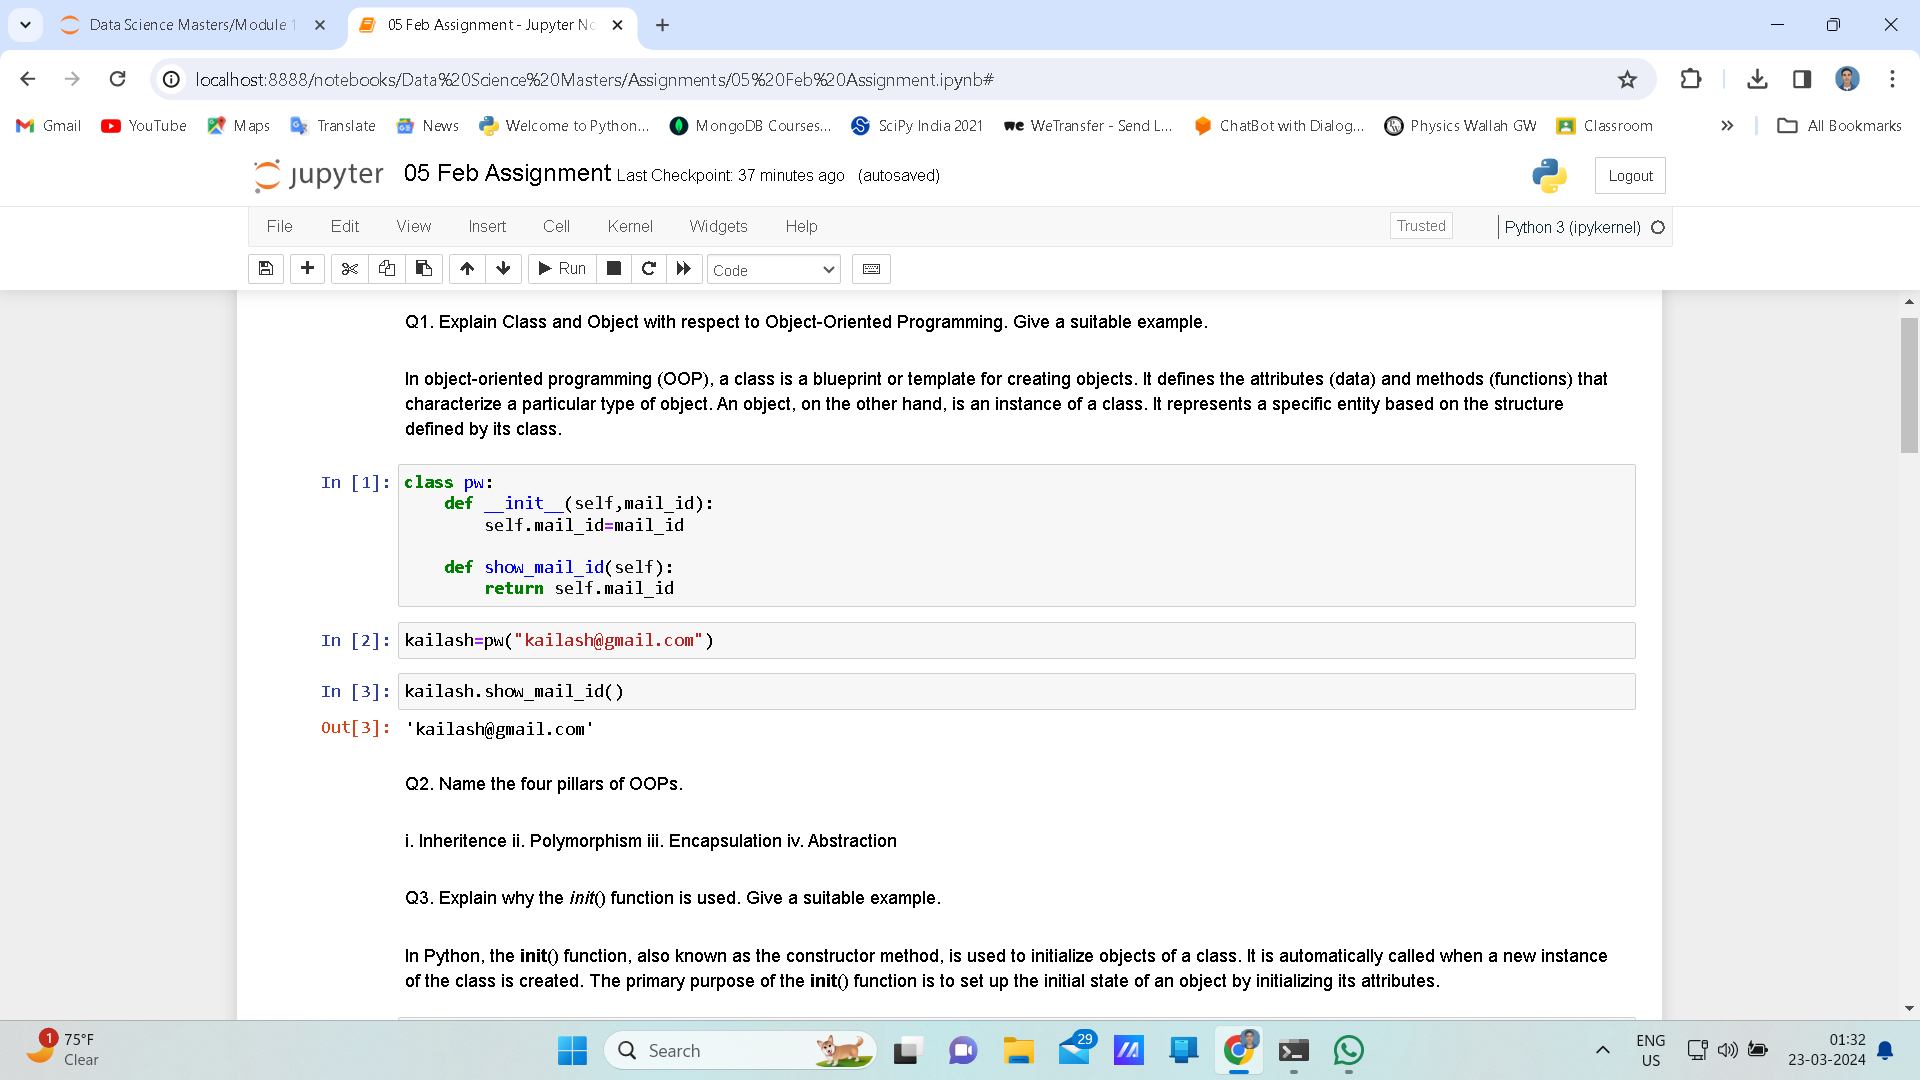 Data Science Masters/Module 1
05 Feb Assignment - Jupyter No
localhost:8888/notebooks/Data%20Science%20Masters/Assignments/05%20Feb%20Assignment.ipynb#
Gmail YouTube Maps Translate News Welcome to Python... MongoDB Courses... SciPy India 2021 WeTransfer - Send L... ChatBot with Dialog... Physics Wallah GW Classroom » All Bookmarks
jupyter 05 Feb Assignment Last Checkpoint: 37 minutes ago (autosaved) Logout
File Edit View Insert Cell Kernel Widgets Help Trusted Python 3 (ipykernel)
Run Code
Q1. Explain Class and Object with respect to Object-Oriented Programming. Give a suitable example.
In object-oriented programming (OOP), a class is a blueprint or template for creating objects. It defines the attributes (data) and methods (functions) that
characterize a particular type of object. An object, on the other hand, is an instance of a class. It represents a specific entity based on the structure
defined by its class.
In [1]: class pw:
def __init__(self,mail_id):
self.mail_id=mail_id
def show_mail_id(self):
return self.mail_id
In [2]: kailash=pw("kailash@gmail.com")
In [3]: kailash.show_mail_id()
Out[3]: 'kailash@gmail.com'
Q2. Name the four pillars of OOPs.
i. Inheritence ii. Polymorphism iii. Encapsulation iv. Abstraction
Q3. Explain why the init() function is used. Give a suitable example.
In Python, the init() function, also known as the constructor method, is used to initialize objects of a class. It is automatically called when a new instance
of the class is created. The primary purpose of the init() function is to set up the initial state of an object by initializing its attributes.
1 75°F
Clear
Search
29
ENG
US
01:32
23-03-2024